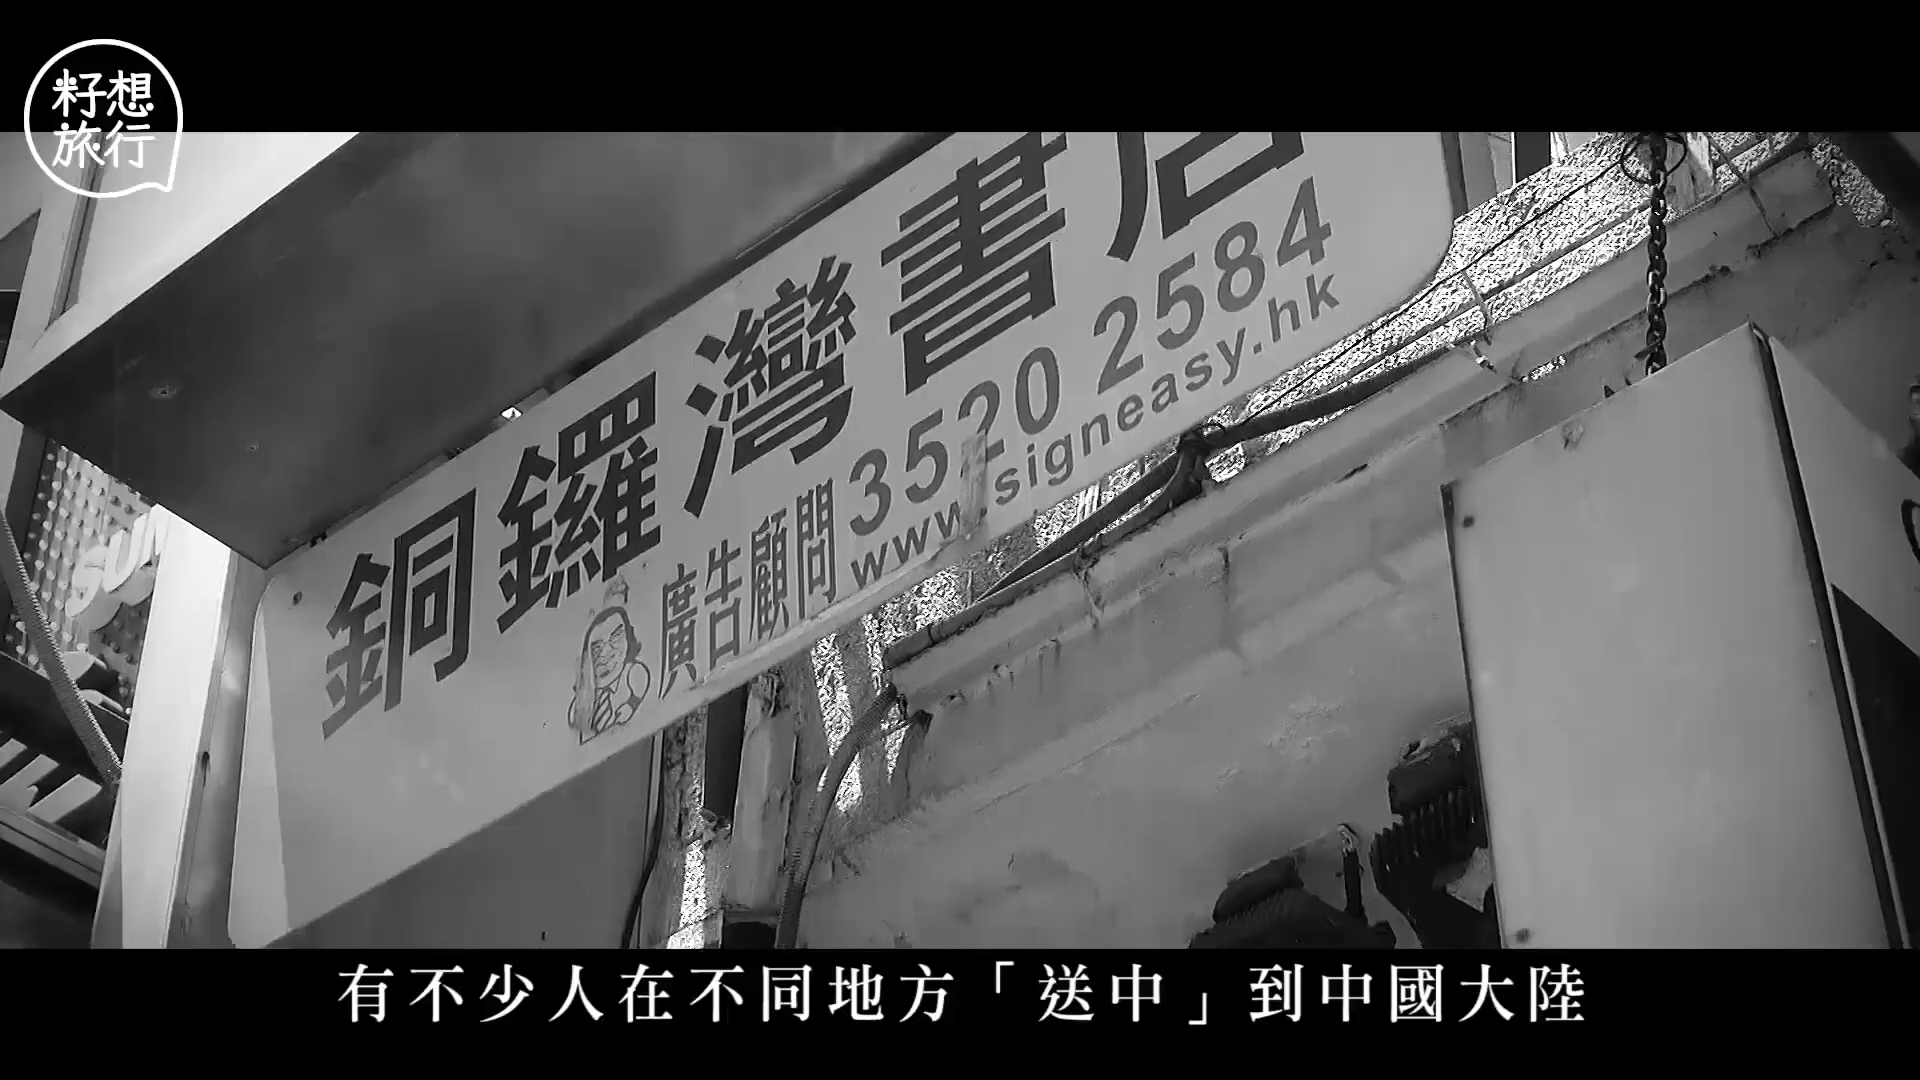 籽想
旅行
銅鑼灣書店
廣告顧問 3520 2584
www.signeasy.hk
SUN
有不少人在不同地方「送中」到中國大陸